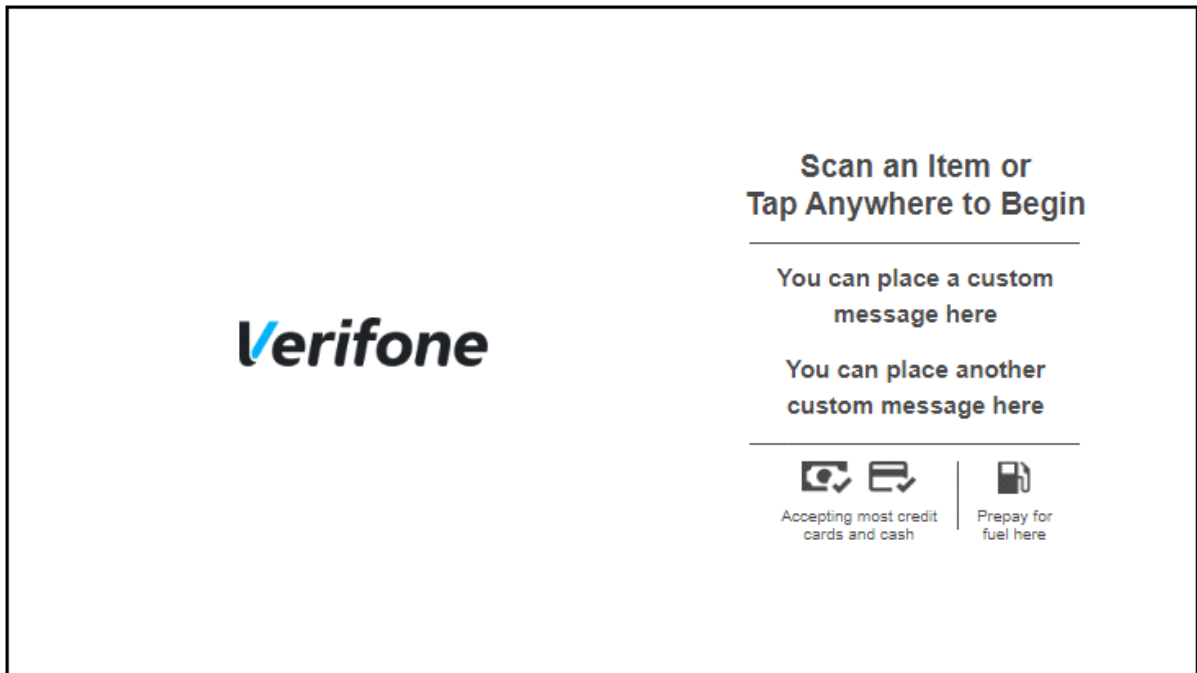 Verifone
Scan an Item or
Tap Anywhere to Begin
You can place a custom
message here
You can place another
custom message here
Accepting most credit
cards and cash
Prepay for
fuel here